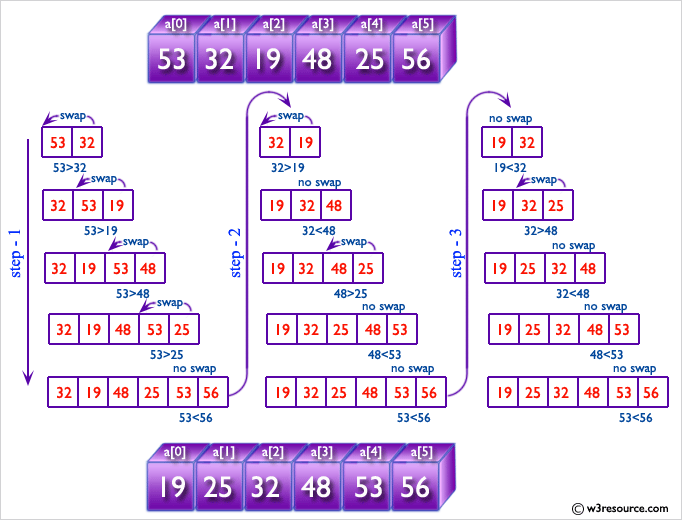 a[0] a[1] a[2] a[3] a[4] a[5]
53 32 19 48 25 56
step - 1
swap
53 32
53>32
swap
32 53 19
53>19
swap
32 19 53 48
53>48
swap
32 19 48 53 25
53>25
no swap
32 19 48 25 53 56
53<56
step - 2
swap
32 19
32>19
no swap
19 32 48
32<48
swap
19 32 48 25
48>25
no swap
19 32 25 48 53
48<53
no swap
19 32 25 48 53 56
53<56
step - 3
no swap
19 32
19<32
swap
19 32 25
32>48
no swap
19 25 32 48
32<48
no swap
19 25 32 48 53
48<53
no swap
19 25 32 48 53 56
53<56
a[0] a[1] a[2] a[3] a[4] a[5]
19 25 32 48 53 56
© w3resource.com